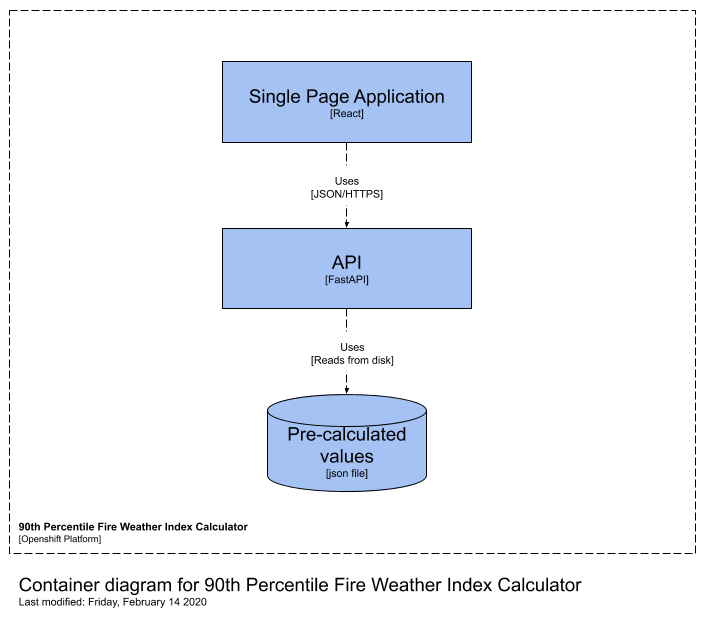 Single Page Application
[React]
Uses
[JSON/HTTPS]
API
[FastAPI]
Uses
[Reads from disk]
Pre-calculated
values
[json file]
90th Percentile Fire Weather Index Calculator
[Openshift Platform]
Container diagram for 90th Percentile Fire Weather Index Calculator
Last modified: Friday, February 14 2020